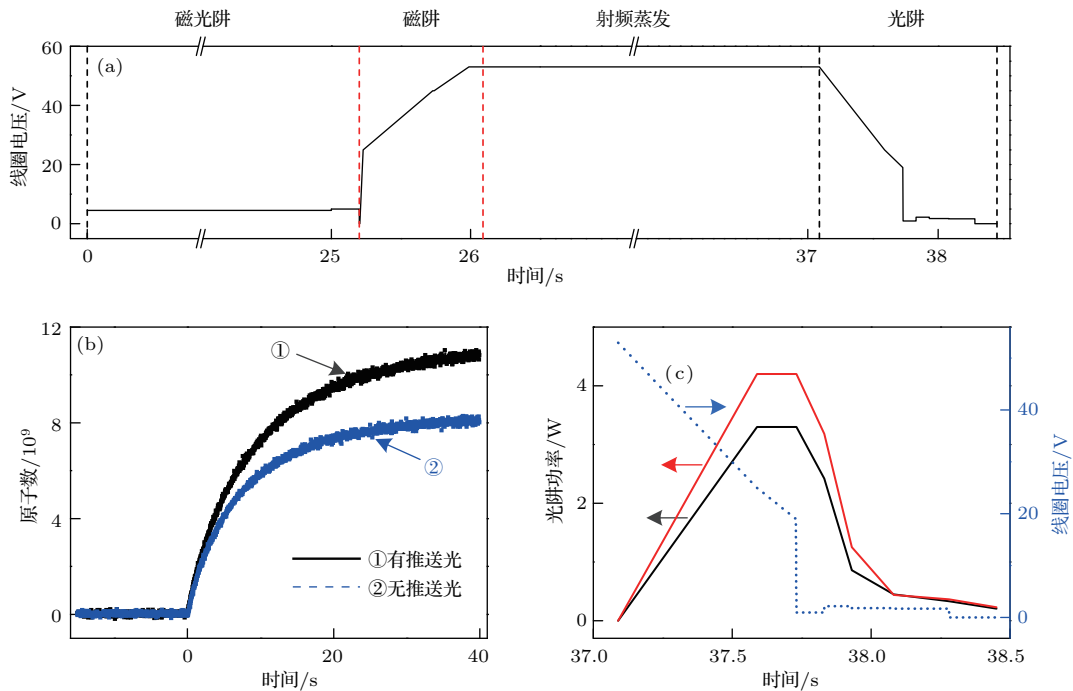 磁光阱 磁阱 射频蒸发 光阱
(a)
线圈电压/V
60
40
20
0
0 25 26 37 38
时间/s
(b)
原子数/10⁹
12
8
4
0
①
②
①有推送光
②无推送光
0 20 40
时间/s
(c)
光阱功率/W
4
2
0
线圈电压/V
40
20
0
37.0 37.5 38.0 38.5
时间/s